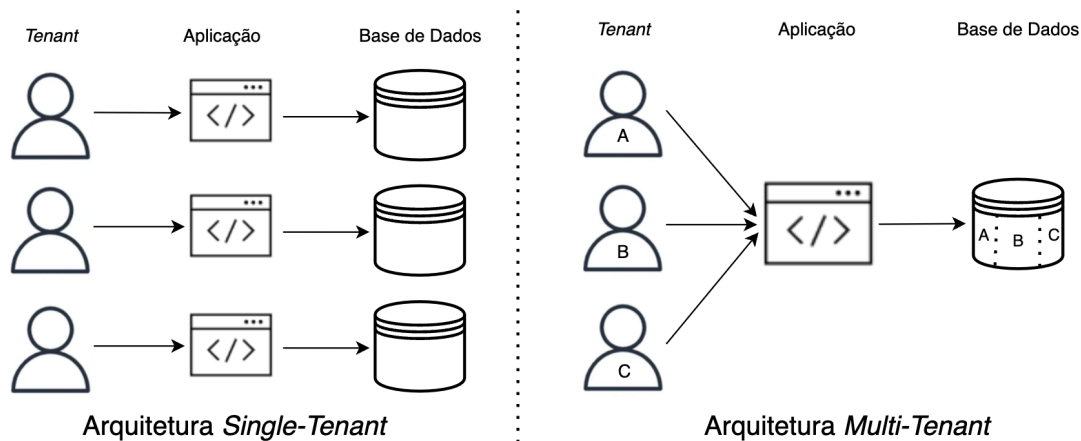 Tenant Aplicação Base de Dados
</>
</>
</>
Arquitetura Single-Tenant
Tenant Aplicação Base de Dados
A
B
C
</>
A B C
Arquitetura Multi-Tenant